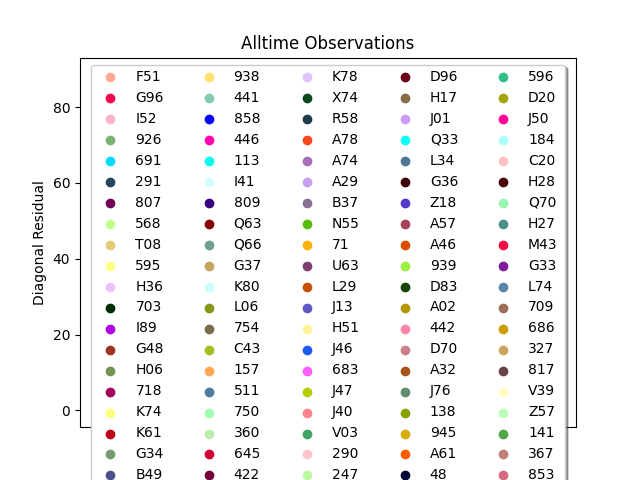 Alltime Observations
Diagonal Residual
80
60
40
20
0
F51 938 K78 D96 596
G96 441 X74 H17 D20
I52 858 R58 J01 J50
926 446 A78 Q33 184
691 113 A74 L34 C20
291 I41 A29 G36 H28
807 809 B37 Z18 Q70
568 Q63 N55 A57 H27
T08 Q66 71 A46 M43
595 G37 U63 939 G33
H36 K80 L29 D83 L74
703 L06 J13 A02 709
I89 754 H51 442 686
G48 C43 J46 D70 327
H06 157 683 A32 817
718 511 J47 J76 V39
K74 750 J40 138 Z57
K61 360 V03 945 141
G34 645 290 A61 367
B49 422 247 48 853